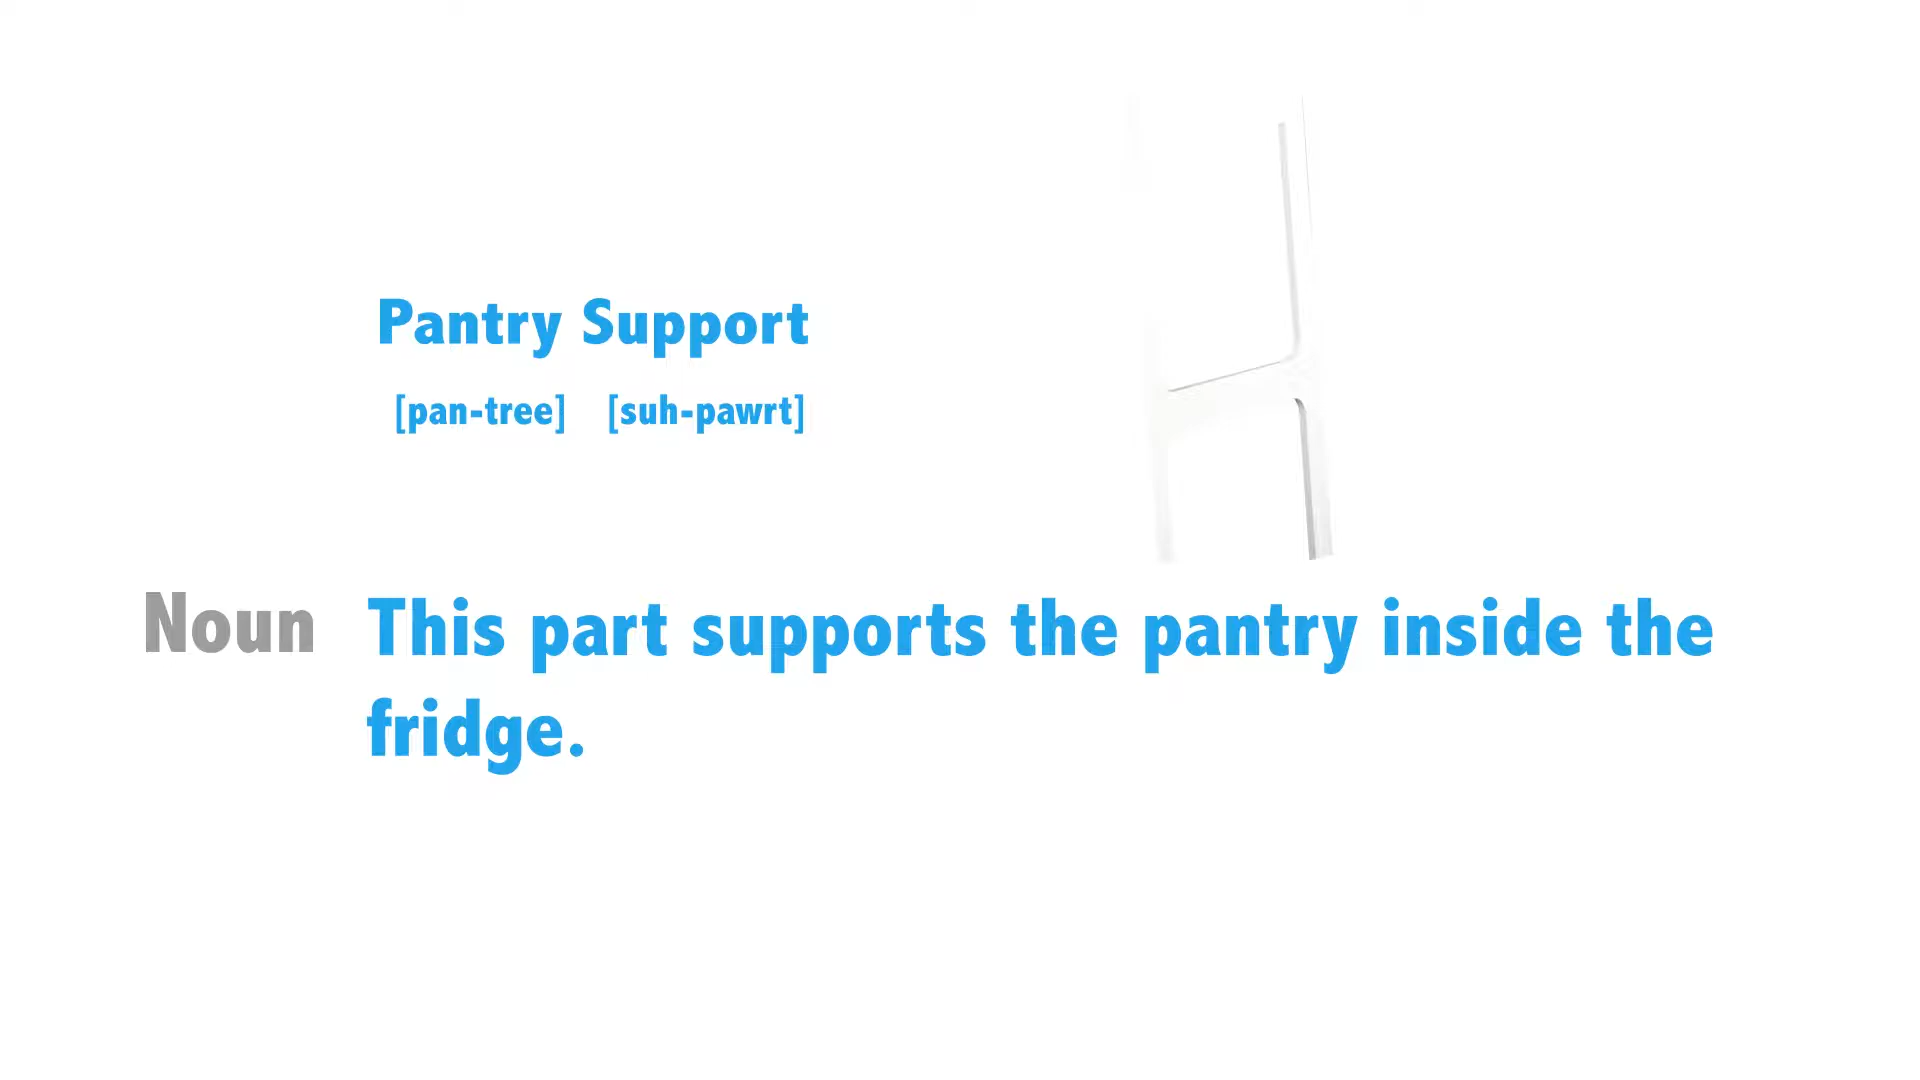 Pantry Support
[pan-tree] [suh-pawrt]
Noun This part supports the pantry inside the
fridge.